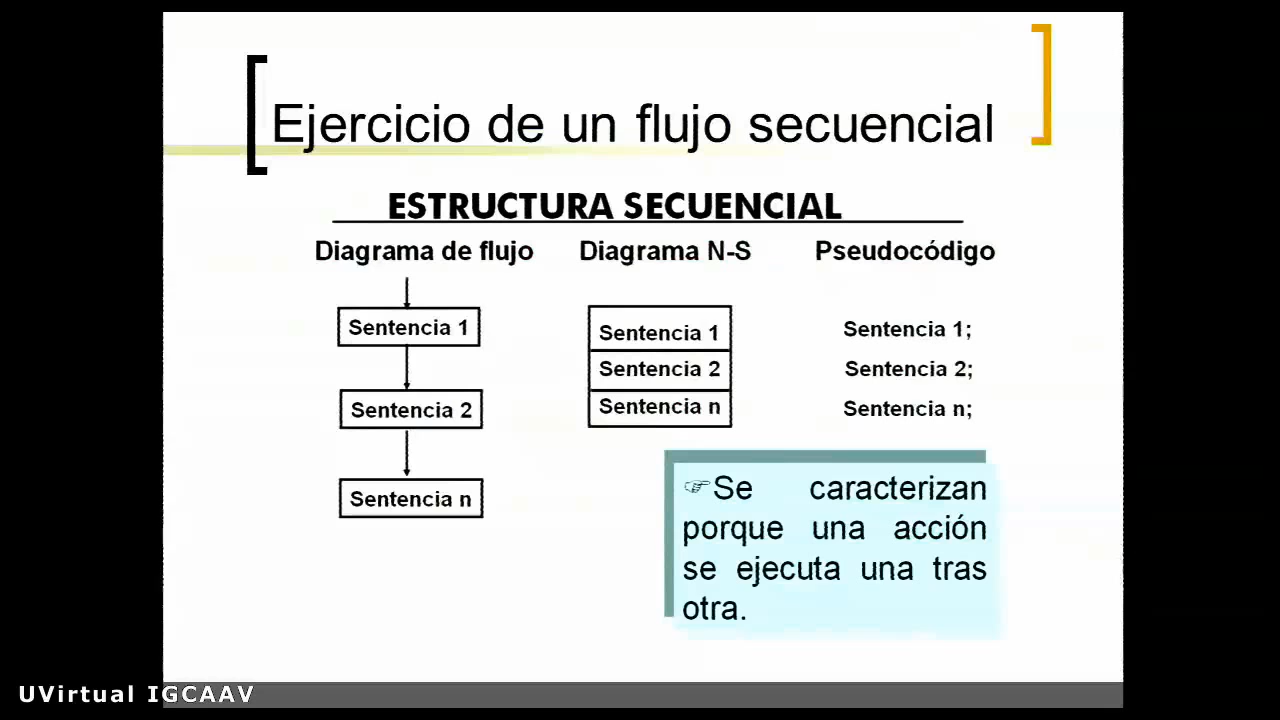 Ejercicio de un flujo secuencial
ESTRUCTURA SECUENCIAL
Diagrama de flujo
Sentencia 1
Sentencia 2
Sentencia n
Diagrama N-S
Sentencia 1
Sentencia 2
Sentencia n
Pseudocódigo
Sentencia 1;
Sentencia 2;
Sentencia n;
Se caracterizan
porque una acción
se ejecuta una tras
otra.
UVirtual IGCAAV